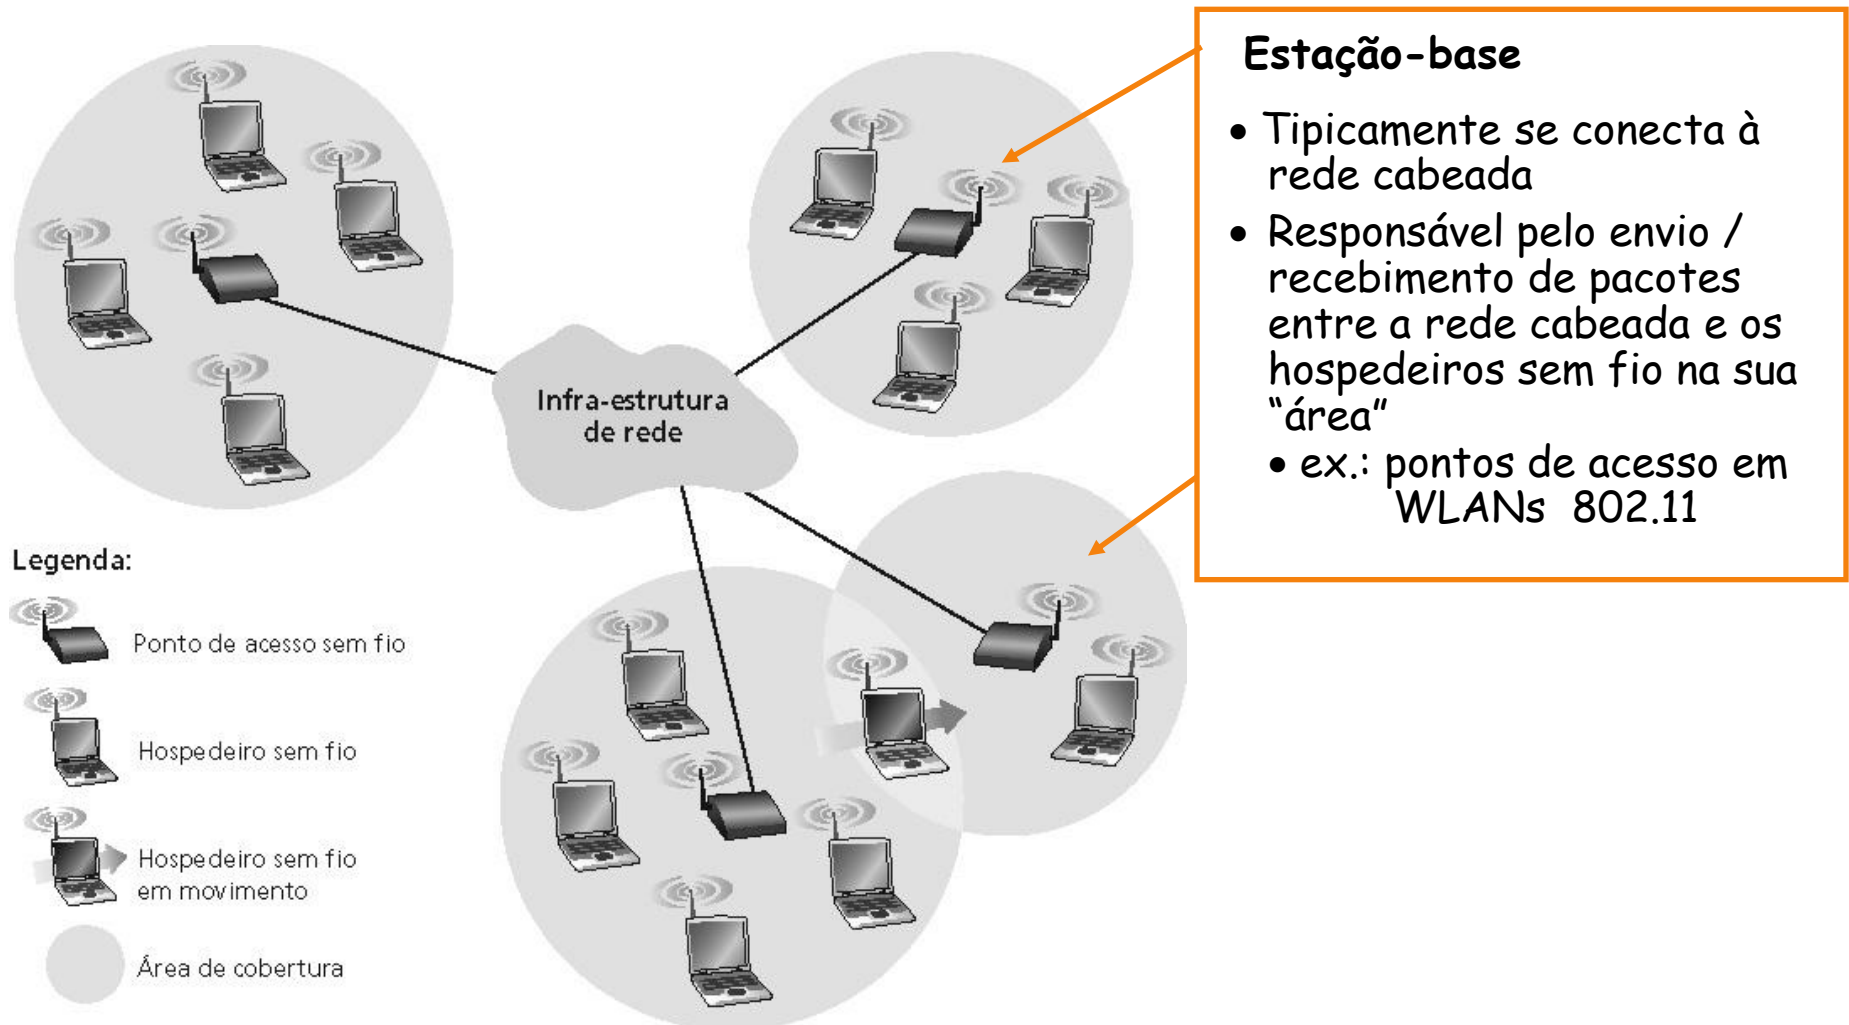 Estação-base
• Tipicamente se conecta à
rede cabeada
• Responsável pelo envio /
recebimento de pacotes
entre a rede cabeada e os
hospedeiros sem fio na sua
“área”
• ex.: pontos de acesso em
WLANs 802.11
Infra-estrutura
de rede
Legenda:
Ponto de acesso sem fio
Hospedeiro sem fio
Hospedeiro sem fio
em movimento
Área de cobertura